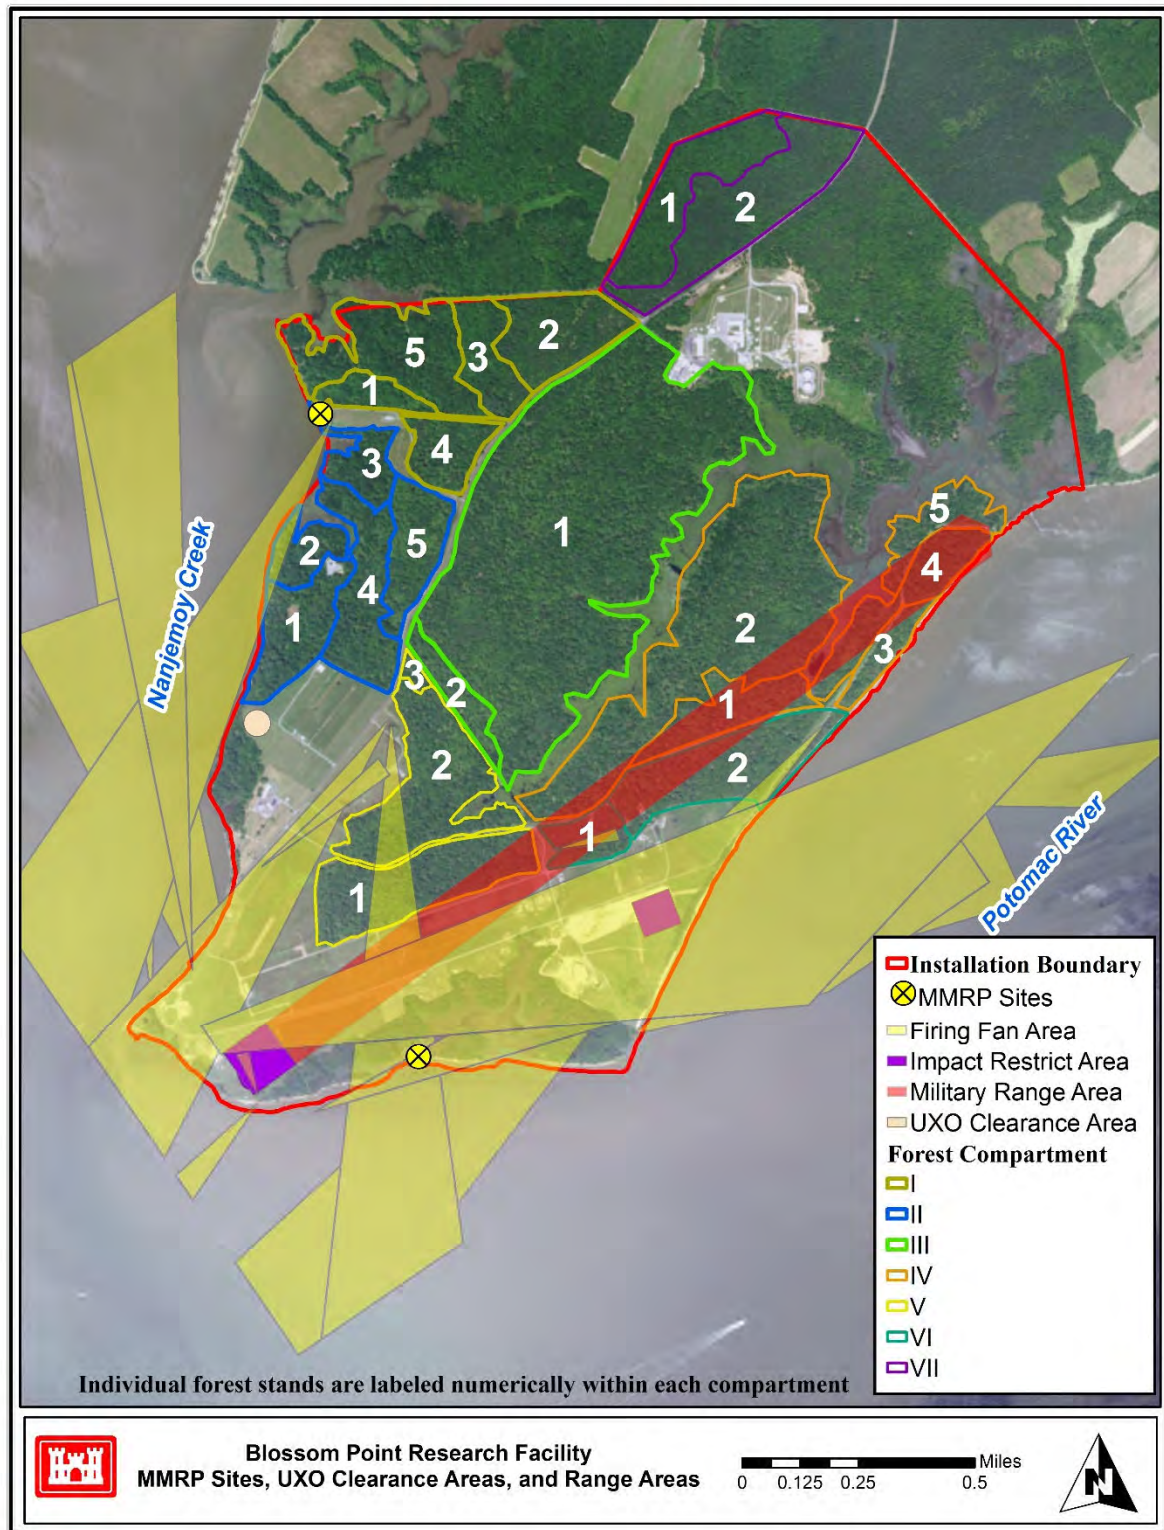 1
2
2
5
3
1
4
3
5
1
5
2
4
4
1
2
3
3
2
1
2
2
1
1
Nanjemoy Creek
Potomac River
Installation Boundary
MMRP Sites
Firing Fan Area
Impact Restrict Area
Military Range Area
UXO Clearance Area
Forest Compartment
I
II
III
IV
V
VI
VII
Individual forest stands are labeled numerically within each compartment
Blossom Point Research Facility
MMRP Sites, UXO Clearance Areas, and Range Areas
Miles
0 0.125 0.25 0.5
N